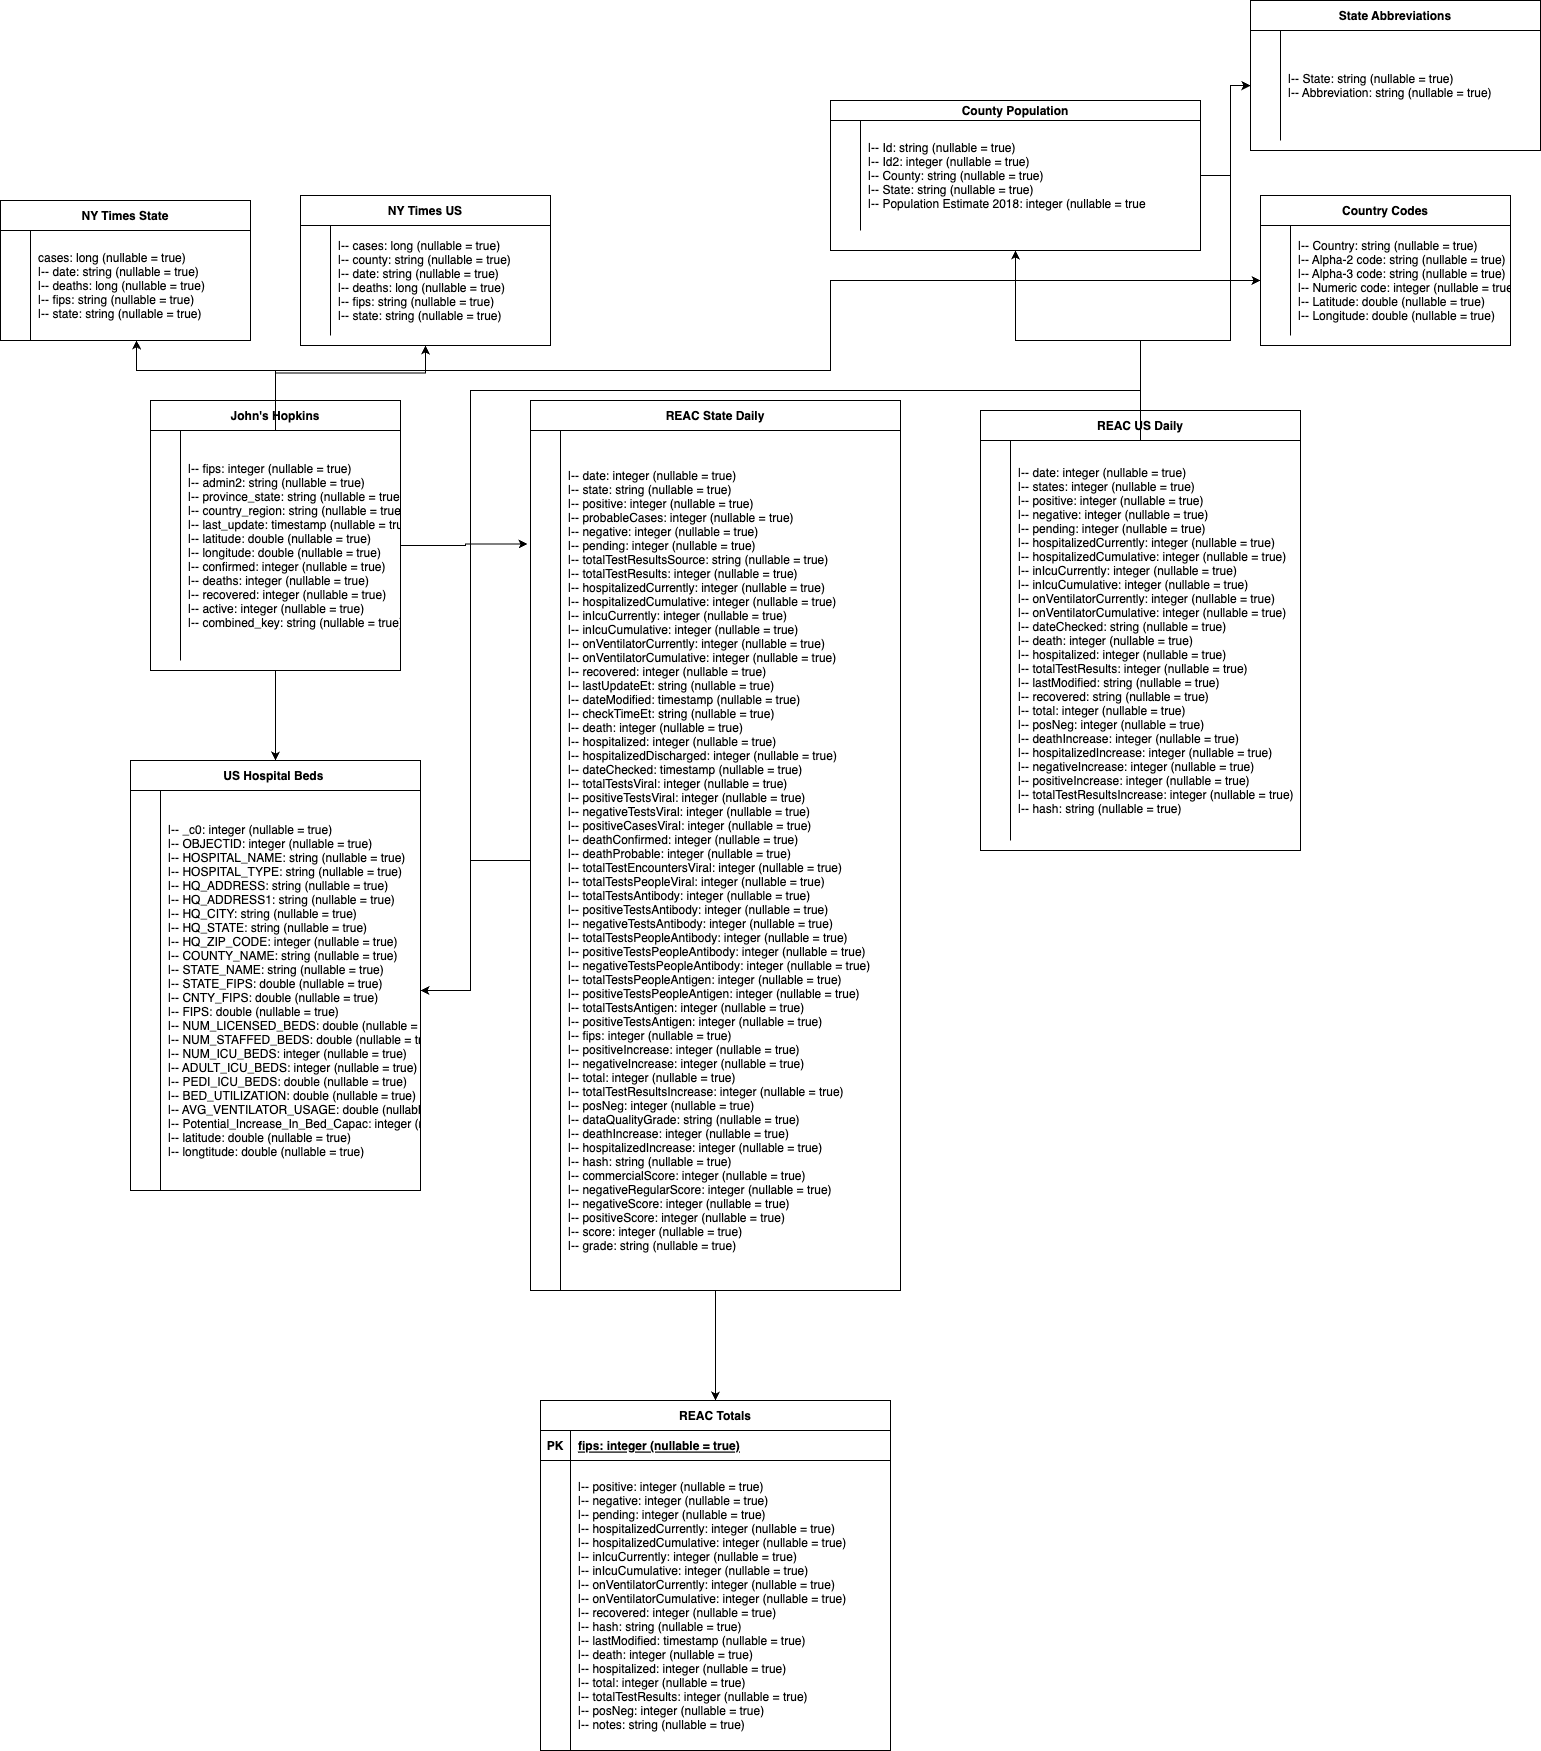 State Abbreviations
l-- State: string (nullable = true)
l-- Abbreviation: string (nullable = true)
County Population
l-- Id: string (nullable = true)
l-- Id2: integer (nullable = true)
l-- County: string (nullable = true)
l-- State: string (nullable = true)
l-- Population Estimate 2018: integer (nullable = true
NY Times State
cases: long (nullable = true)
l-- date: string (nullable = true)
l-- deaths: long (nullable = true)
l-- fips: string (nullable = true)
l-- state: string (nullable = true)
NY Times US
l-- cases: long (nullable = true)
l-- county: string (nullable = true)
l-- date: string (nullable = true)
l-- deaths: long (nullable = true)
l-- fips: string (nullable = true)
l-- state: string (nullable = true)
Country Codes
l-- Country: string (nullable = true)
l-- Alpha-2 code: string (nullable = true)
l-- Alpha-3 code: string (nullable = true)
l-- Numeric code: integer (nullable = true
l-- Latitude: double (nullable = true)
l-- Longitude: double (nullable = true)
John's Hopkins
l-- fips: integer (nullable = true)
l-- admin2: string (nullable = true)
l-- province_state: string (nullable = true
l-- country_region: string (nullable = true
l-- last_update: timestamp (nullable = tru
l-- latitude: double (nullable = true)
l-- longitude: double (nullable = true)
l-- confirmed: integer (nullable = true)
l-- deaths: integer (nullable = true)
l-- recovered: integer (nullable = true)
l-- active: integer (nullable = true)
l-- combined_key: string (nullable = true
REAC State Daily
l-- date: integer (nullable = true)
l-- state: string (nullable = true)
l-- positive: integer (nullable = true)
l-- probableCases: integer (nullable = true)
l-- negative: integer (nullable = true)
l-- pending: integer (nullable = true)
l-- totalTestResultsSource: string (nullable = true)
l-- totalTestResults: integer (nullable = true)
l-- hospitalizedCurrently: integer (nullable = true)
l-- hospitalizedCumulative: integer (nullable = true)
l-- inIcuCurrently: integer (nullable = true)
l-- inIcuCumulative: integer (nullable = true)
l-- onVentilatorCurrently: integer (nullable = true)
l-- onVentilatorCumulative: integer (nullable = true)
l-- recovered: integer (nullable = true)
l-- lastUpdateEt: string (nullable = true)
l-- dateModified: timestamp (nullable = true)
l-- checkTimeEt: string (nullable = true)
l-- death: integer (nullable = true)
l-- hospitalized: integer (nullable = true)
l-- hospitalizedDischarged: integer (nullable = true)
l-- dateChecked: timestamp (nullable = true)
l-- totalTestsViral: integer (nullable = true)
l-- positiveTestsViral: integer (nullable = true)
l-- negativeTestsViral: integer (nullable = true)
l-- positiveCasesViral: integer (nullable = true)
l-- deathConfirmed: integer (nullable = true)
l-- deathProbable: integer (nullable = true)
l-- totalTestEncountersViral: integer (nullable = true)
l-- totalTestsPeopleViral: integer (nullable = true)
l-- totalTestsAntibody: integer (nullable = true)
l-- positiveTestsAntibody: integer (nullable = true)
l-- negativeTestsAntibody: integer (nullable = true)
l-- totalTestsPeopleAntibody: integer (nullable = true)
l-- positiveTestsPeopleAntibody: integer (nullable = true)
l-- negativeTestsPeopleAntibody: integer (nullable = true)
l-- totalTestsPeopleAntigen: integer (nullable = true)
l-- positiveTestsPeopleAntigen: integer (nullable = true)
l-- totalTestsAntigen: integer (nullable = true)
l-- positiveTestsAntigen: integer (nullable = true)
l-- fips: integer (nullable = true)
l-- positiveIncrease: integer (nullable = true)
l-- negativeIncrease: integer (nullable = true)
l-- total: integer (nullable = true)
l-- totalTestResultsIncrease: integer (nullable = true)
l-- posNeg: integer (nullable = true)
l-- dataQualityGrade: string (nullable = true)
l-- deathIncrease: integer (nullable = true)
l-- hospitalizedIncrease: integer (nullable = true)
l-- hash: string (nullable = true)
l-- commercialScore: integer (nullable = true)
l-- negativeRegularScore: integer (nullable = true)
l-- negativeScore: integer (nullable = true)
l-- positiveScore: integer (nullable = true)
l-- score: integer (nullable = true)
l-- grade: string (nullable = true)
REAC US Daily
l-- date: integer (nullable = true)
l-- states: integer (nullable = true)
l-- positive: integer (nullable = true)
l-- negative: integer (nullable = true)
l-- pending: integer (nullable = true)
l-- hospitalizedCurrently: integer (nullable = true)
l-- hospitalizedCumulative: integer (nullable = true)
l-- inIcuCurrently: integer (nullable = true)
l-- inIcuCumulative: integer (nullable = true)
l-- onVentilatorCurrently: integer (nullable = true)
l-- onVentilatorCumulative: integer (nullable = true)
l-- dateChecked: string (nullable = true)
l-- death: integer (nullable = true)
l-- hospitalized: integer (nullable = true)
l-- totalTestResults: integer (nullable = true)
l-- lastModified: string (nullable = true)
l-- recovered: string (nullable = true)
l-- total: integer (nullable = true)
l-- posNeg: integer (nullable = true)
l-- deathIncrease: integer (nullable = true)
l-- hospitalizedIncrease: integer (nullable = true)
l-- negativeIncrease: integer (nullable = true)
l-- positiveIncrease: integer (nullable = true)
l-- totalTestResultsIncrease: integer (nullable = true)
l-- hash: string (nullable = true)
US Hospital Beds
l-- _c0: integer (nullable = true)
l-- OBJECTID: integer (nullable = true)
l-- HOSPITAL_NAME: string (nullable = true)
l-- HOSPITAL_TYPE: string (nullable = true)
l-- HQ_ADDRESS: string (nullable = true)
l-- HQ_ADDRESS1: string (nullable = true)
l-- HQ_CITY: string (nullable = true)
l-- HQ_STATE: string (nullable = true)
l-- HQ_ZIP_CODE: integer (nullable = true)
l-- COUNTY_NAME: string (nullable = true)
l-- STATE_NAME: string (nullable = true)
l-- STATE_FIPS: double (nullable = true)
l-- CNTY_FIPS: double (nullable = true)
l-- FIPS: double (nullable = true)
l-- NUM_LICENSED_BEDS: double (nullable =
l-- NUM_STAFFED_BEDS: double (nullable = t
l-- NUM_ICU_BEDS: integer (nullable = true)
l-- ADULT_ICU_BEDS: integer (nullable = true)
l-- PEDI_ICU_BEDS: double (nullable = true)
l-- BED_UTILIZATION: double (nullable = true)
l-- AVG_VENTILATOR_USAGE: double (nullabl
l-- Potential_Increase_In_Bed_Capac: integer (
l-- latitude: double (nullable = true)
l-- longtitude: double (nullable = true)
REAC Totals
PK fips: integer (nullable = true)
l-- positive: integer (nullable = true)
l-- negative: integer (nullable = true)
l-- pending: integer (nullable = true)
l-- hospitalizedCurrently: integer (nullable = true)
l-- hospitalizedCumulative: integer (nullable = true)
l-- inIcuCurrently: integer (nullable = true)
l-- inIcuCumulative: integer (nullable = true)
l-- onVentilatorCurrently: integer (nullable = true)
l-- onVentilatorCumulative: integer (nullable = true)
l-- recovered: integer (nullable = true)
l-- hash: string (nullable = true)
l-- lastModified: timestamp (nullable = true)
l-- death: integer (nullable = true)
l-- hospitalized: integer (nullable = true)
l-- total: integer (nullable = true)
l-- totalTestResults: integer (nullable = true)
l-- posNeg: integer (nullable = true)
l-- notes: string (nullable = true)